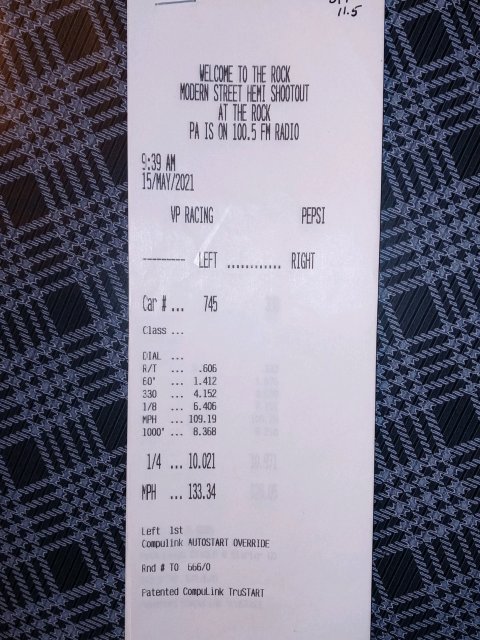 11.5
WELCOME TO THE ROCK
MODERN STREET HEMI SHOOTOUT
AT THE ROCK
PA IS ON 100.5 FM RADIO
9:39 AM
15/MAY/2021
VP RACING PEPSI
---------- LEFT ............ RIGHT
Car # ... 745
Class ...
DIAL ...
R/T ... .606
60' ... 1.412
330 ... 4.152
1/8 ... 6.406
MPH ... 109.19
1000' ... 8.368
1/4 ... 10.021
MPH ... 133.34
Left 1st
Compulink AUTOSTART OVERRIDE
Rnd # TO 666/0
Patented CompuLink TruSTART